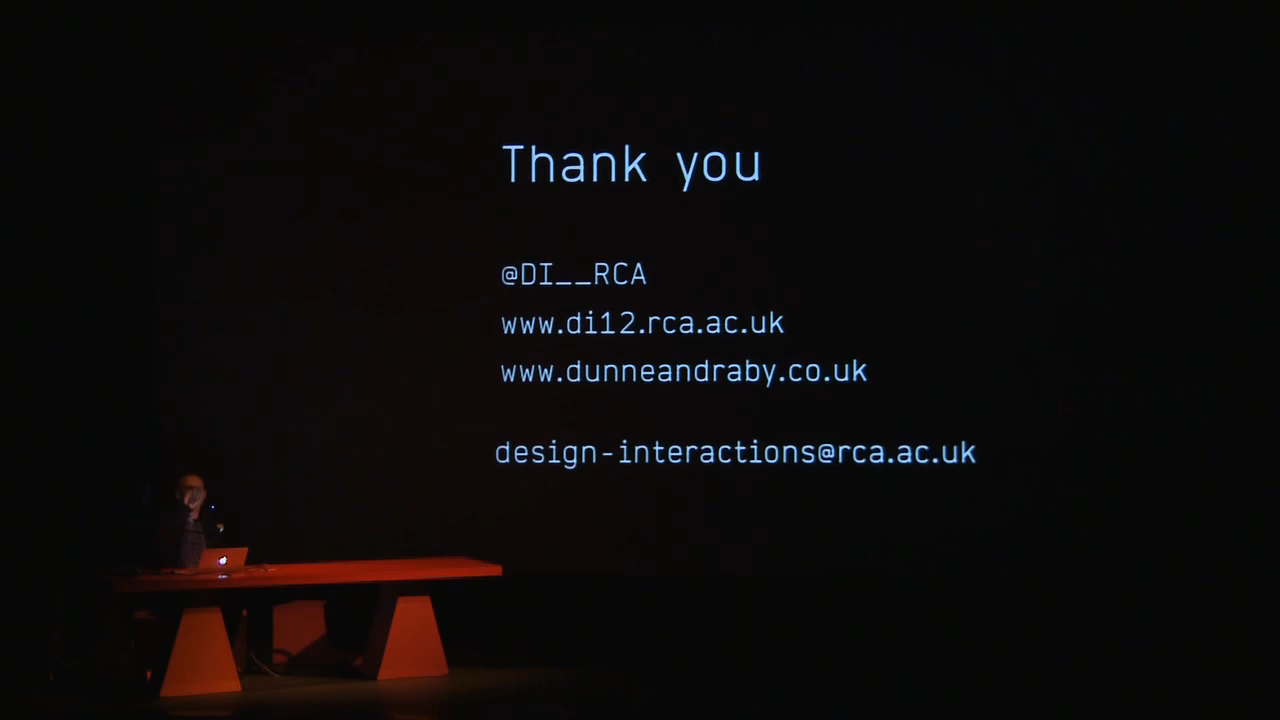 Thank you
@DI__RCA
www.di12.rca.ac.uk
www.dunneandraby.co.uk
design-interactions@rca.ac.uk